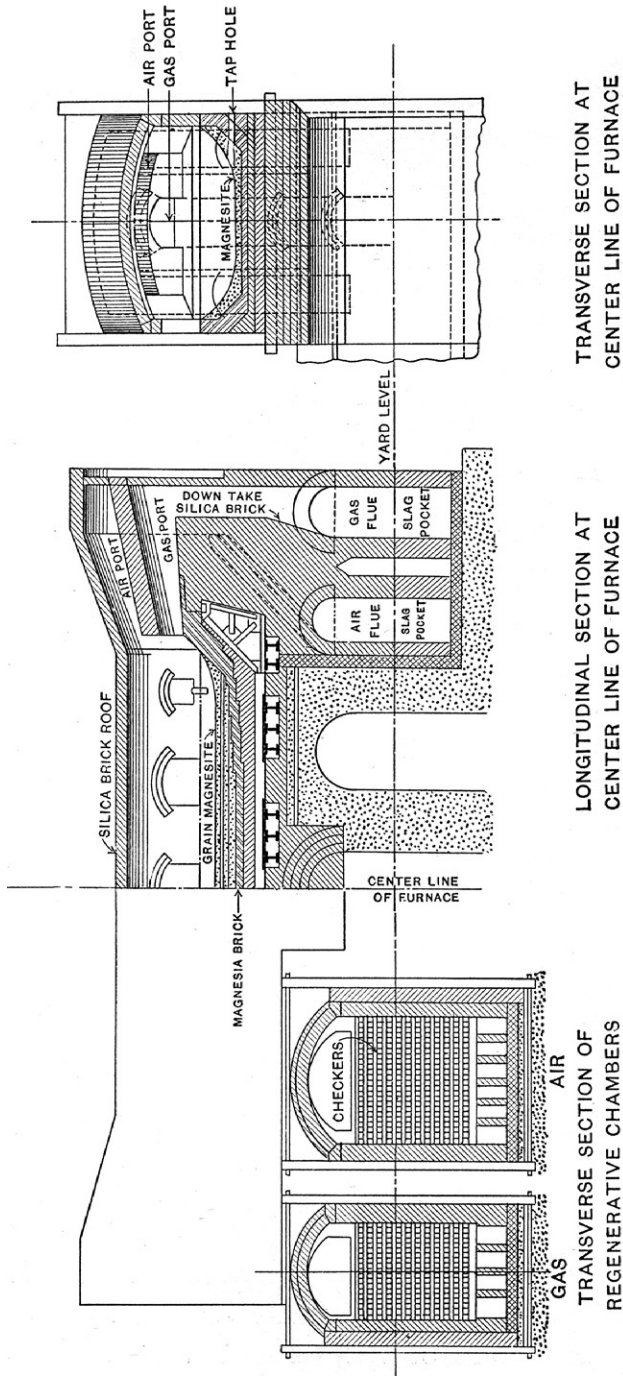 SILICA BRICK ROOF
AIR PORT
GAS PORT
DOWN TAKE
SILICA BRICK
GRAIN MAGNESITE
MAGNESIA BRICK
GAS
FLUE
SLAG
POCKET
AIR
FLUE
SLAG
POCKET
YARD LEVEL
CENTER LINE
OF FURNACE
CHECKERS
GAS
AIR
TRANSVERSE SECTION OF
REGENERATIVE CHAMBERS
LONGITUDINAL SECTION AT
CENTER LINE OF FURNACE
AIR PORT
GAS PORT
TAP HOLE
MAGNESITE
TRANSVERSE SECTION AT
CENTER LINE OF FURNACE